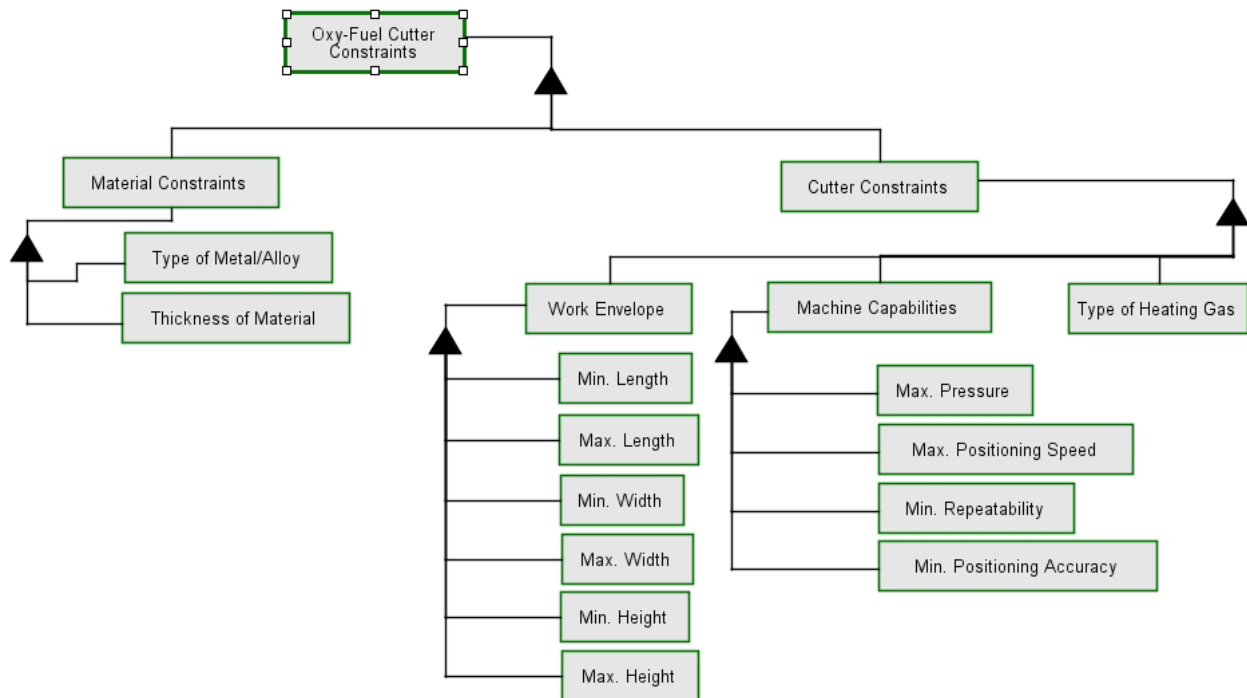 Oxy-Fuel Cutter
Constraints
Material Constraints
Cutter Constraints
Type of Metal/Alloy
Thickness of Material
Work Envelope
Machine Capabilities
Type of Heating Gas
Min. Length
Max. Length
Min. Width
Max. Width
Min. Height
Max. Height
Max. Pressure
Max. Positioning Speed
Min. Repeatability
Min. Positioning Accuracy